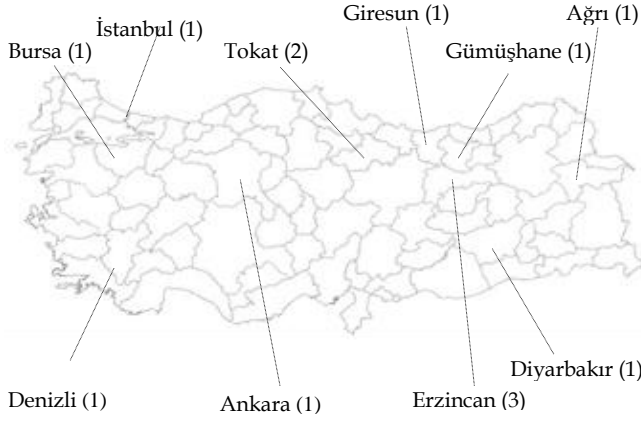 Giresun (1)
Ağrı (1)
İstanbul (1)
Bursa (1)
Tokat (2)
Gümüşhane (1)
Diyarbakır (1)
Denizli (1)
Ankara (1)
Erzincan (3)